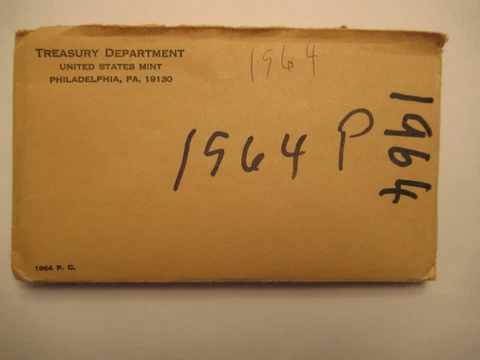 TREASURY DEPARTMENT
UNITED STATES MINT
PHILADELPHIA, PA. 19130
1964
1964 P
1964
1964 P. C.